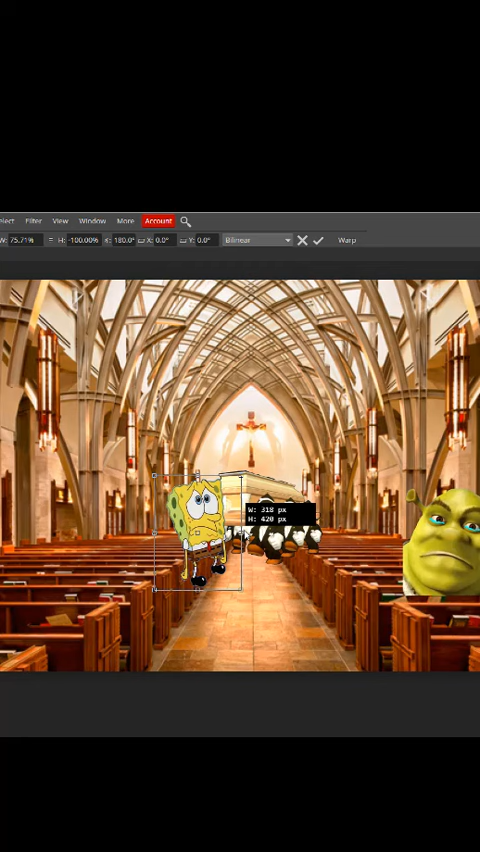 elect Filter View Window More Account
W: 75.71% H: -100.00% 180.0° X: 0.0° Y: 0.0° Bilinear Warp
W: 318 px
H: 420 px